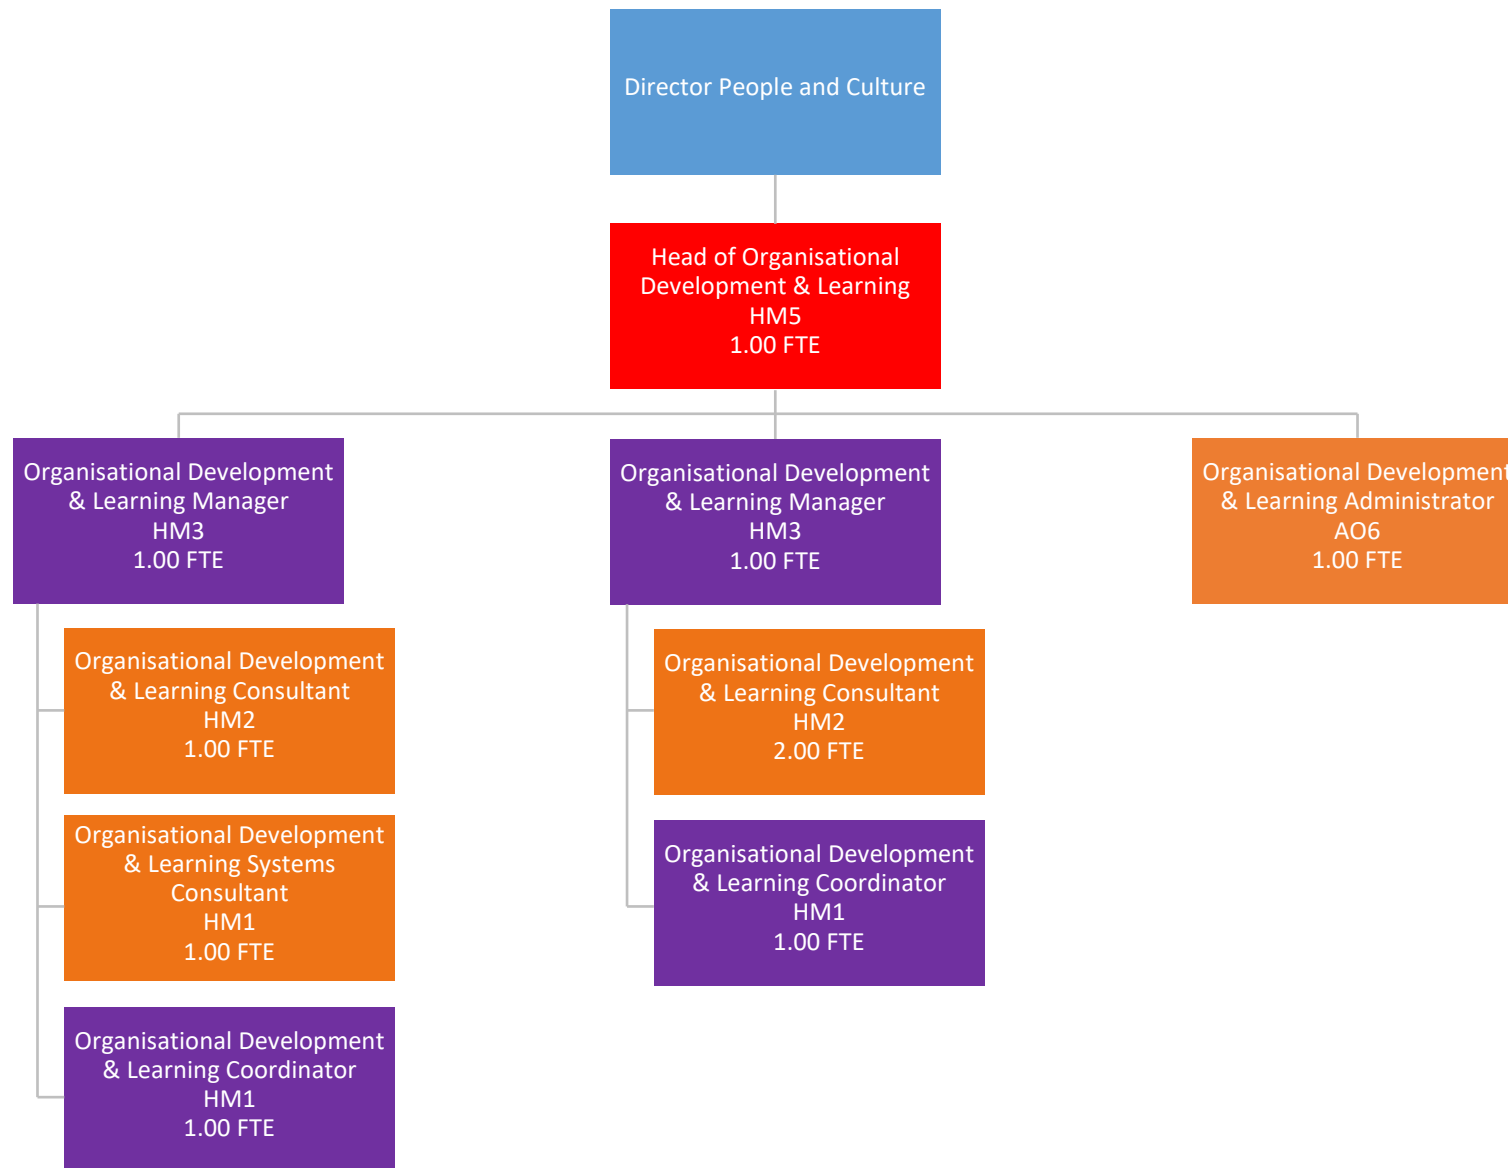 Director People and Culture
Head of Organisational
Development & Learning
HM5
1.00 FTE
Organisational Development
& Learning Manager
HM3
1.00 FTE
Organisational Development
& Learning Consultant
HM2
1.00 FTE
Organisational Development
& Learning Systems
Consultant
HM1
1.00 FTE
Organisational Development
& Learning Coordinator
HM1
1.00 FTE
Organisational Development
& Learning Manager
HM3
1.00 FTE
Organisational Development
& Learning Consultant
HM2
2.00 FTE
Organisational Development
& Learning Coordinator
HM1
1.00 FTE
Organisational Development
& Learning Administrator
AO6
1.00 FTE